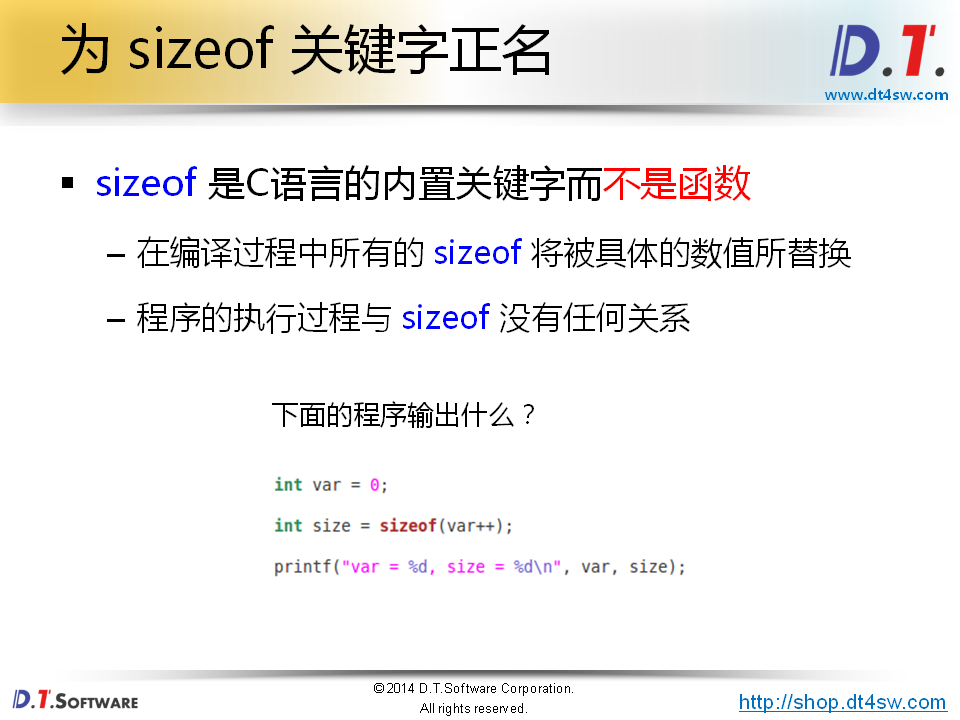 为 sizeof 关键字正名
D.T.
www.dt4sw.com
▪ sizeof 是C语言的内置关键字而不是函数
– 在编译过程中所有的 sizeof 将被具体的数值所替换
– 程序的执行过程与 sizeof 没有任何关系
下面的程序输出什么？
int var = 0;
int size = sizeof(var++);
printf("var = %d, size = %d\n", var, size);
D.T.SOFTWARE
©2014 D.T.Software Corporation.
All rights reserved.
http://shop.dt4sw.com